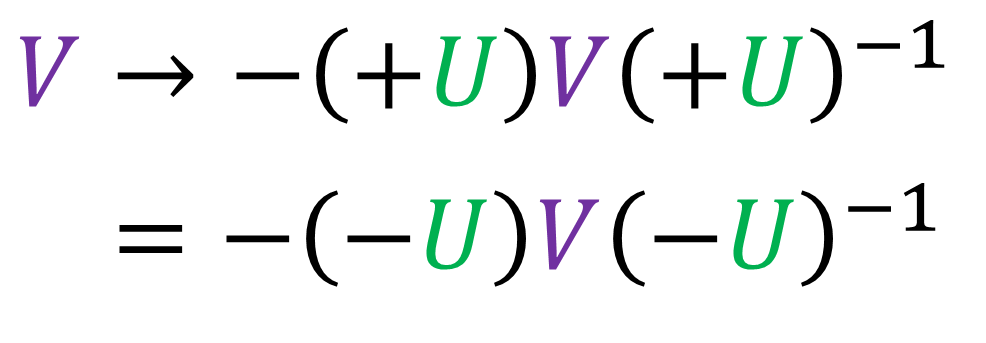 V → −(+U)V(+U)⁻¹
= −(−U)V(−U)⁻¹